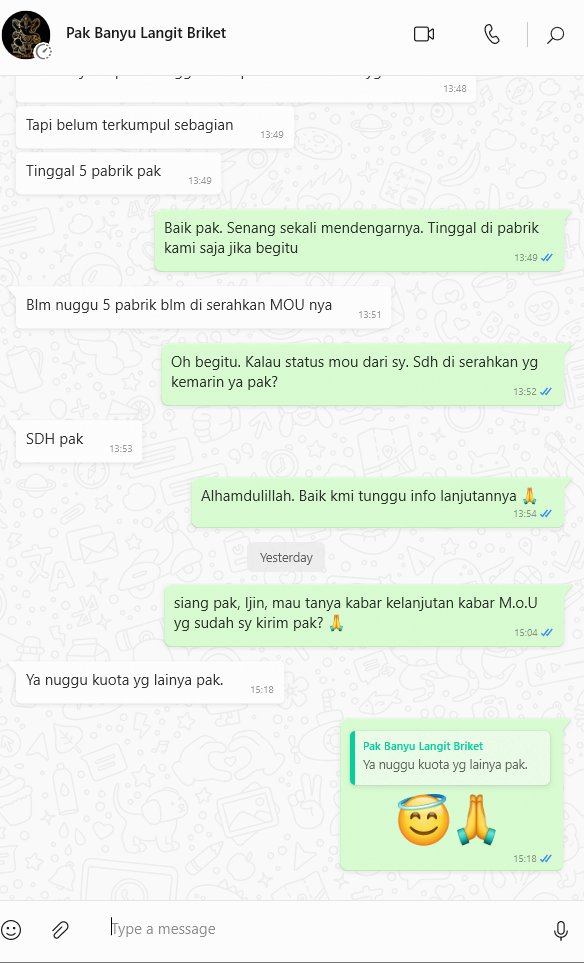 Pak Banyu Langit Briket
13:48
Tapi belum terkumpul sebagian
13:49
Tinggal 5 pabrik pak
13:49
Baik pak. Senang sekali mendengarnya. Tinggal di pabrik
kami saja jika begitu
13:49
Blm nuggu 5 pabrik blm di serahkan MOU nya
13:51
Oh begitu. Kalau status mou dari sy. Sdh di serahkan yg
kemarin ya pak?
13:52
SDH pak
13:53
Alhamdulillah. Baik kmi tunggu info lanjutannya 🙏
13:54
Yesterday
siang pak, Ijin, mau tanya kabar kelanjutan kabar M.o.U
yg sudah sy kirim pak? 🙏
15:04
Ya nuggu kuota yg lainya pak.
15:18
Pak Banyu Langit Briket
Ya nuggu kuota yg lainya pak.
😇🙏
15:18
Type a message